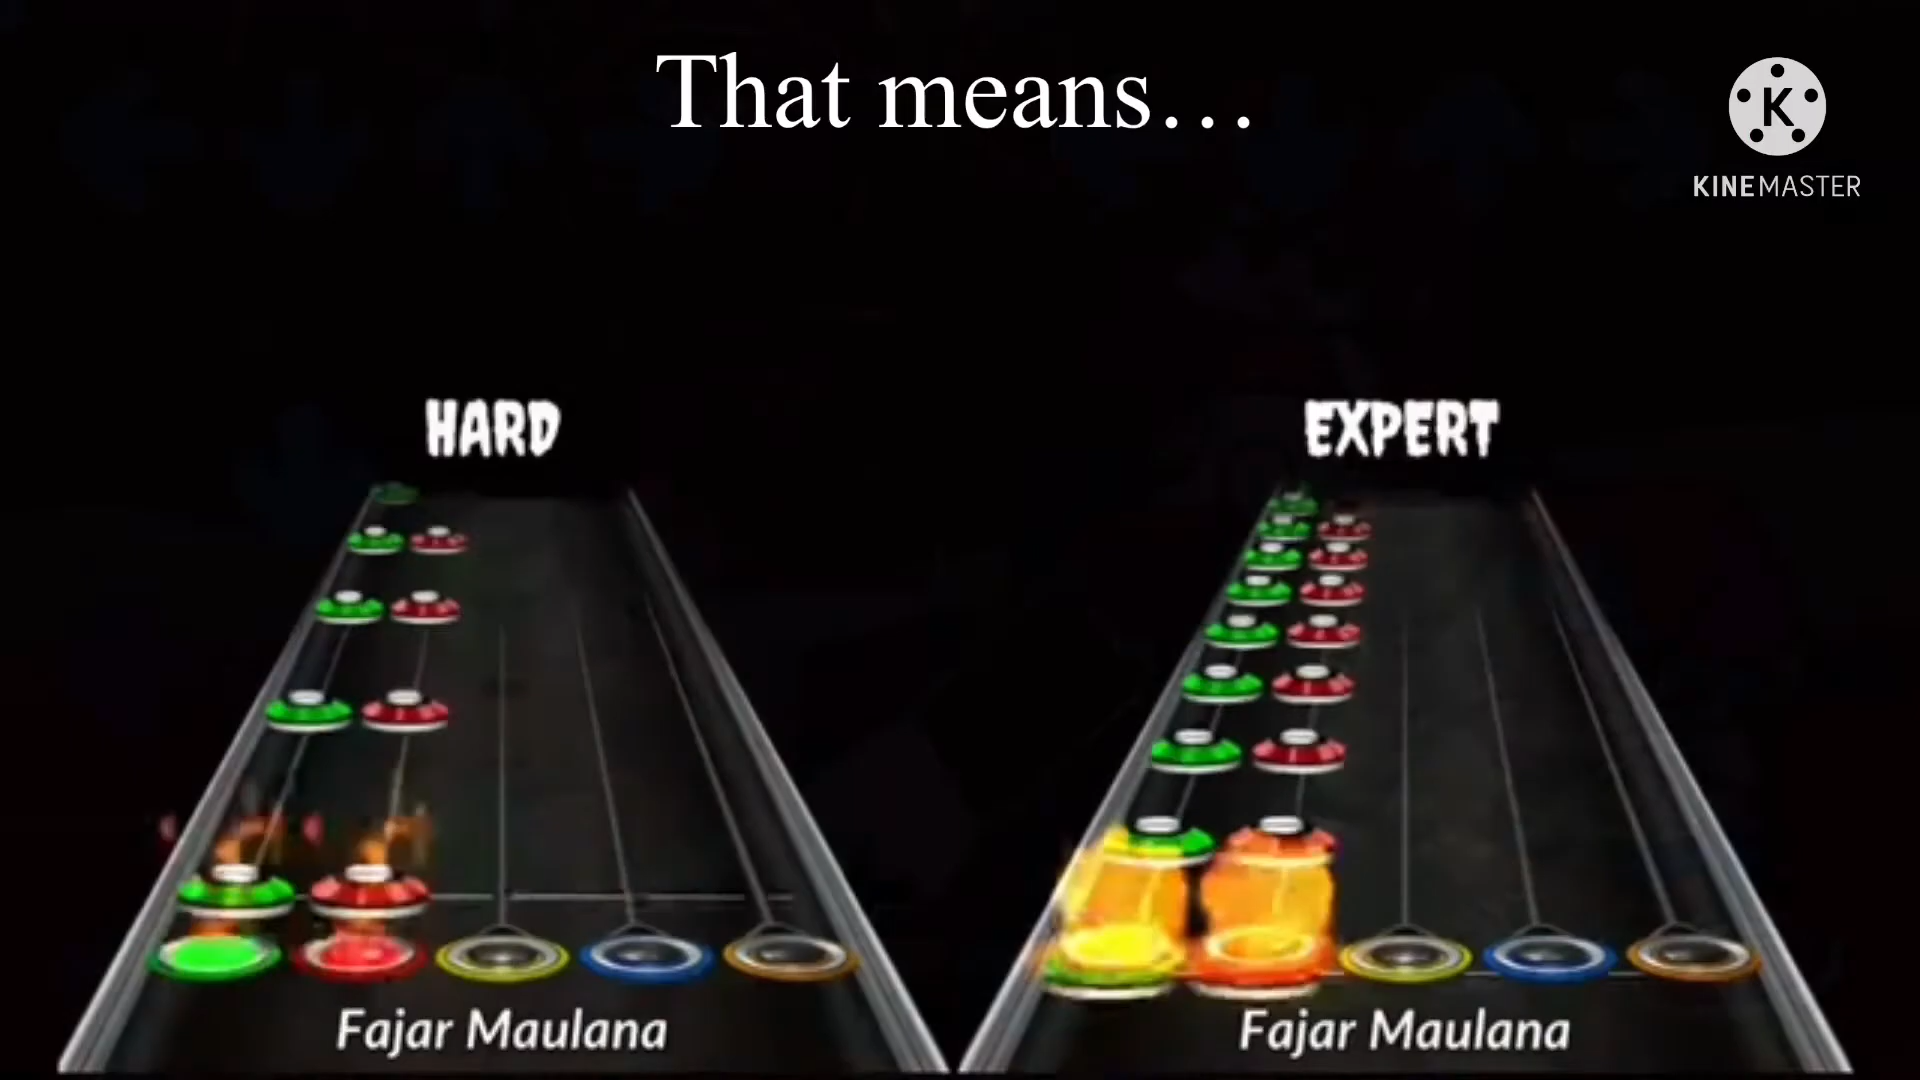 That means...
K
KINEMASTER
HARD
EXPERT
Fajar Maulana
Fajar Maulana